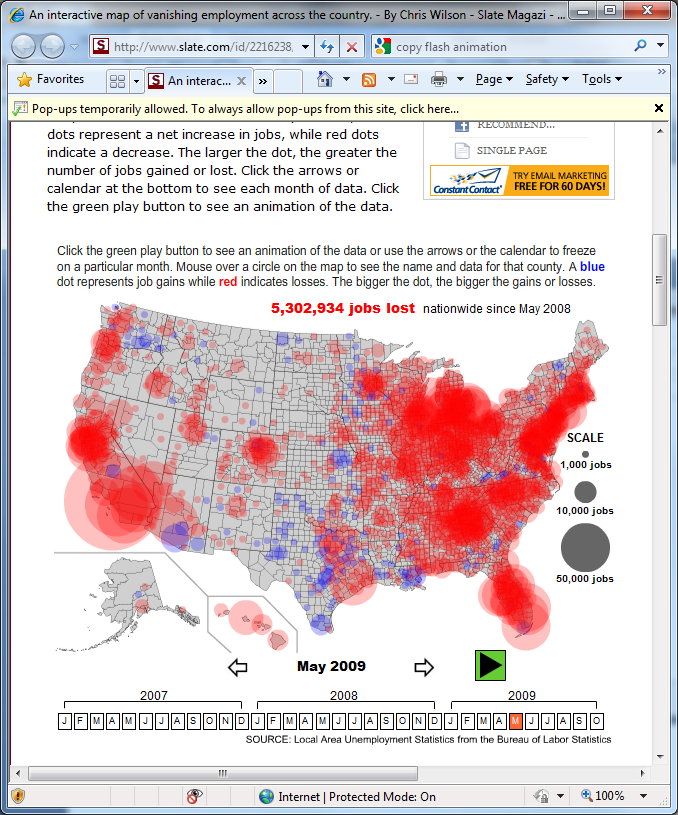 An interactive map of vanishing employment across the country. - By Chris Wilson - Slate Magazi - ...
http://www.slate.com/id/2216238,
copy flash animation
Favorites
An interac...
»
Page
Safety
Tools
»
Pop-ups temporarily allowed. To always allow pop-ups from this site, click here...
dots represent a net increase in jobs, while red dots
indicate a decrease. The larger the dot, the greater the
number of jobs gained or lost. Click the arrows or
calendar at the bottom to see each month of data. Click
the green play button to see an animation of the data.
RECOMMEND...
SINGLE PAGE
Constant Contact®
TRY EMAIL MARKETING
FREE FOR 60 DAYS!
Click the green play button to see an animation of the data or use the arrows or the calendar to freeze
on a particular month. Mouse over a circle on the map to see the name and data for that county. A blue
dot represents job gains while red indicates losses. The bigger the dot, the bigger the gains or losses.
5,302,934 jobs lost nationwide since May 2008
SCALE
1,000 jobs
10,000 jobs
50,000 jobs
May 2009
2007 2008 2009
J F M A M J J A S O N D J F M A M J J A S O N D J F M A M J J A S O
SOURCE: Local Area Unemployment Statistics from the Bureau of Labor Statistics
Internet | Protected Mode: On
100%